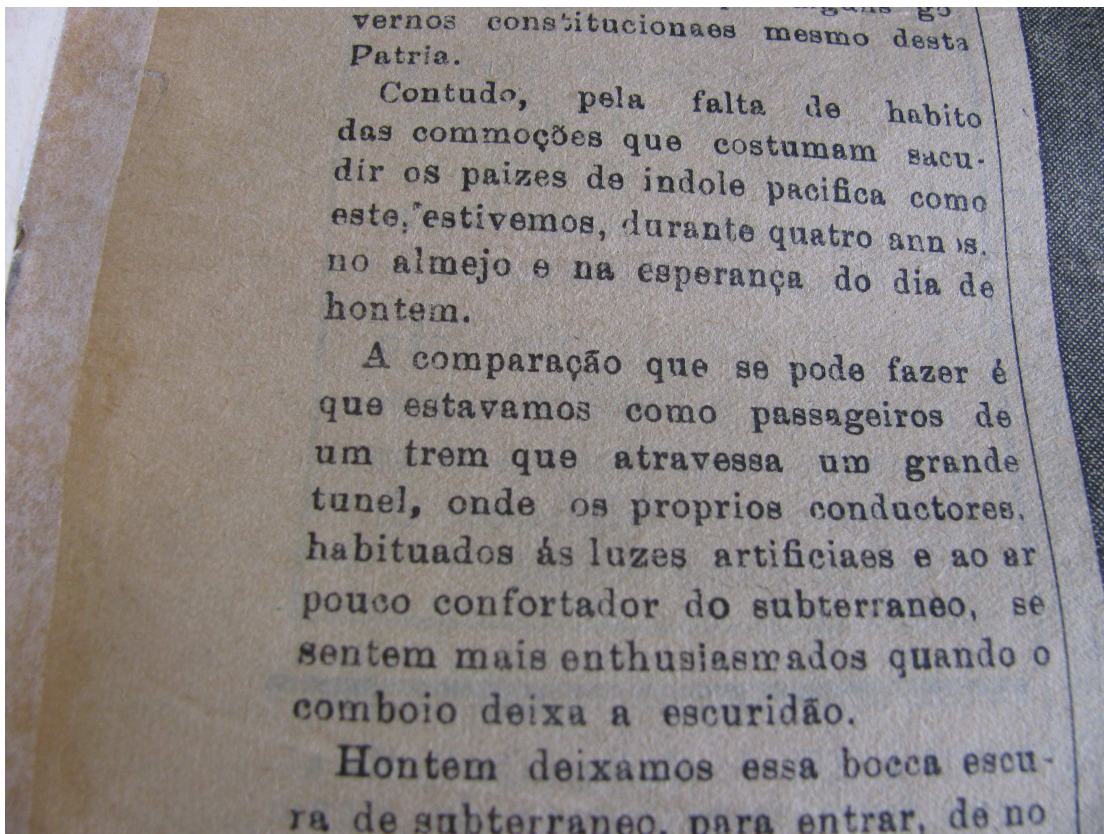 vernos constitucionaes mesmo desta
Patria.
Contudo, pela falta de habito
das commoções que costumam sacu-
dir os paizes de indole pacifica como
este, estivemos, durante quatro annos,
no almejo e na esperança do dia de
hontem.
A comparação que se pode fazer é
que estavamos como passageiros de
um trem que atravessa um grande
tunel, onde os proprios conductores,
habituados ás luzes artificiaes e ao ar
pouco confortador do subterraneo, se
sentem mais enthusiasmados quando o
comboio deixa a escuridão.
Hontem deixamos essa bocca escu-
ra de subterraneo, para entrar, de no